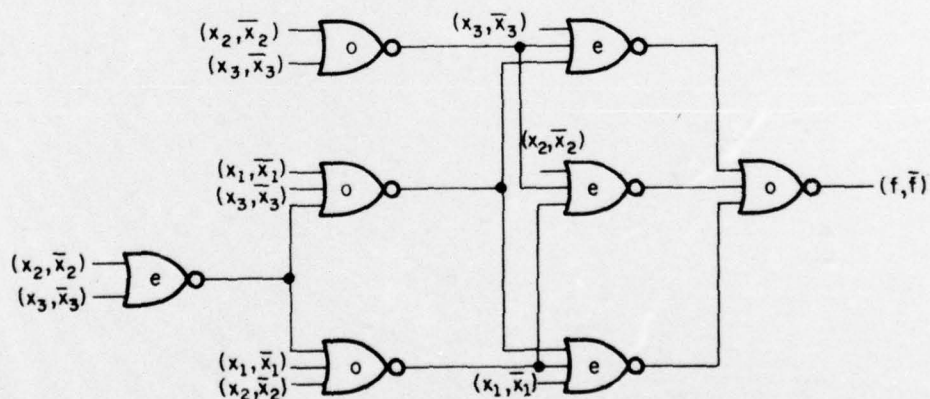 (x₂, x̅₂)
(x₃, x̅₃)
o
(x₃, x̅₃)
e
(x₂, x̅₂)
(x₁, x̅₁)
(x₃, x̅₃)
o
e
o
(f, f̅)
(x₂, x̅₂)
(x₃, x̅₃)
e
(x₁, x̅₁)
(x₂, x̅₂)
o
(x₁, x̅₁)
e